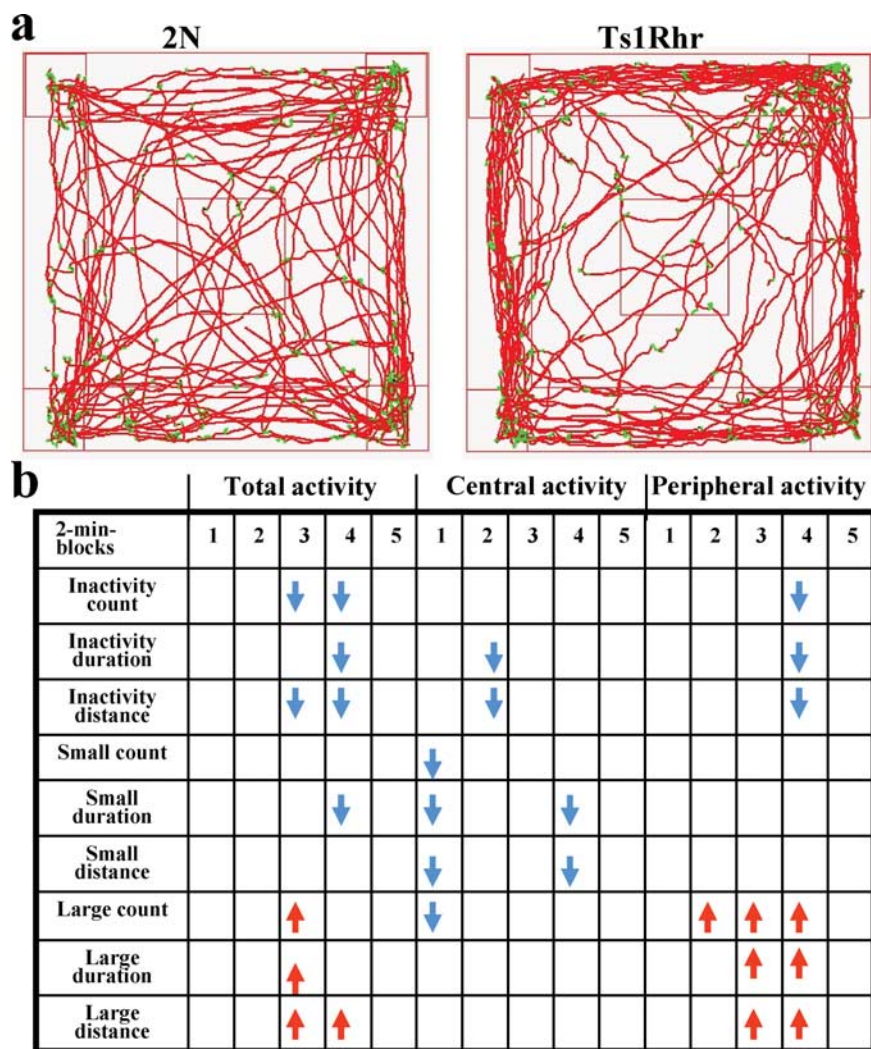 a
2N
Ts1Rhr
b
Total activity Central activity Peripheral activity
2-min-
blocks
1 2 3 4 5 1 2 3 4 5 1 2 3 4 5
Inactivity
count
Inactivity
duration
Inactivity
distance
Small count
Small
duration
Small
distance
Large count
Large
duration
Large
distance